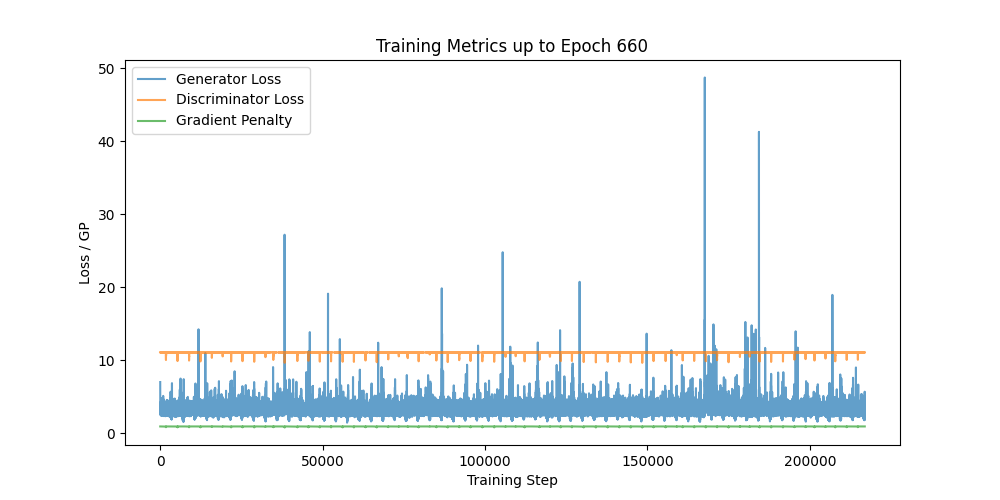 Training Metrics up to Epoch 660
Generator Loss
Discriminator Loss
Gradient Penalty
50
40
30
20
10
0
Loss / GP
0 50000 100000 150000 200000
Training Step